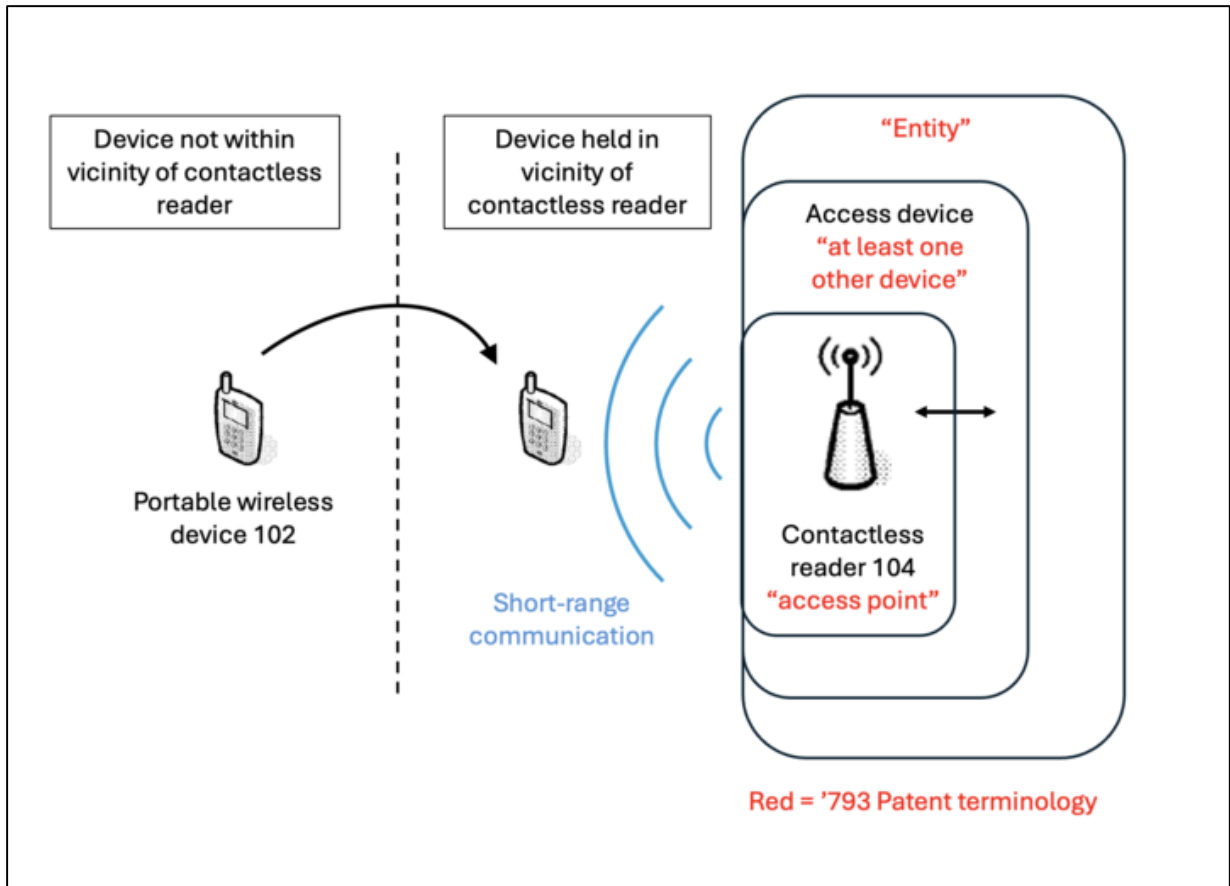 Device not within
vicinity of contactless
reader
Device held in
vicinity of
contactless reader
“Entity”
Access device
“at least one
other device”
Portable wireless
device 102
Short-range
communication
Contactless
reader 104
“access point”
Red = ’793 Patent terminology